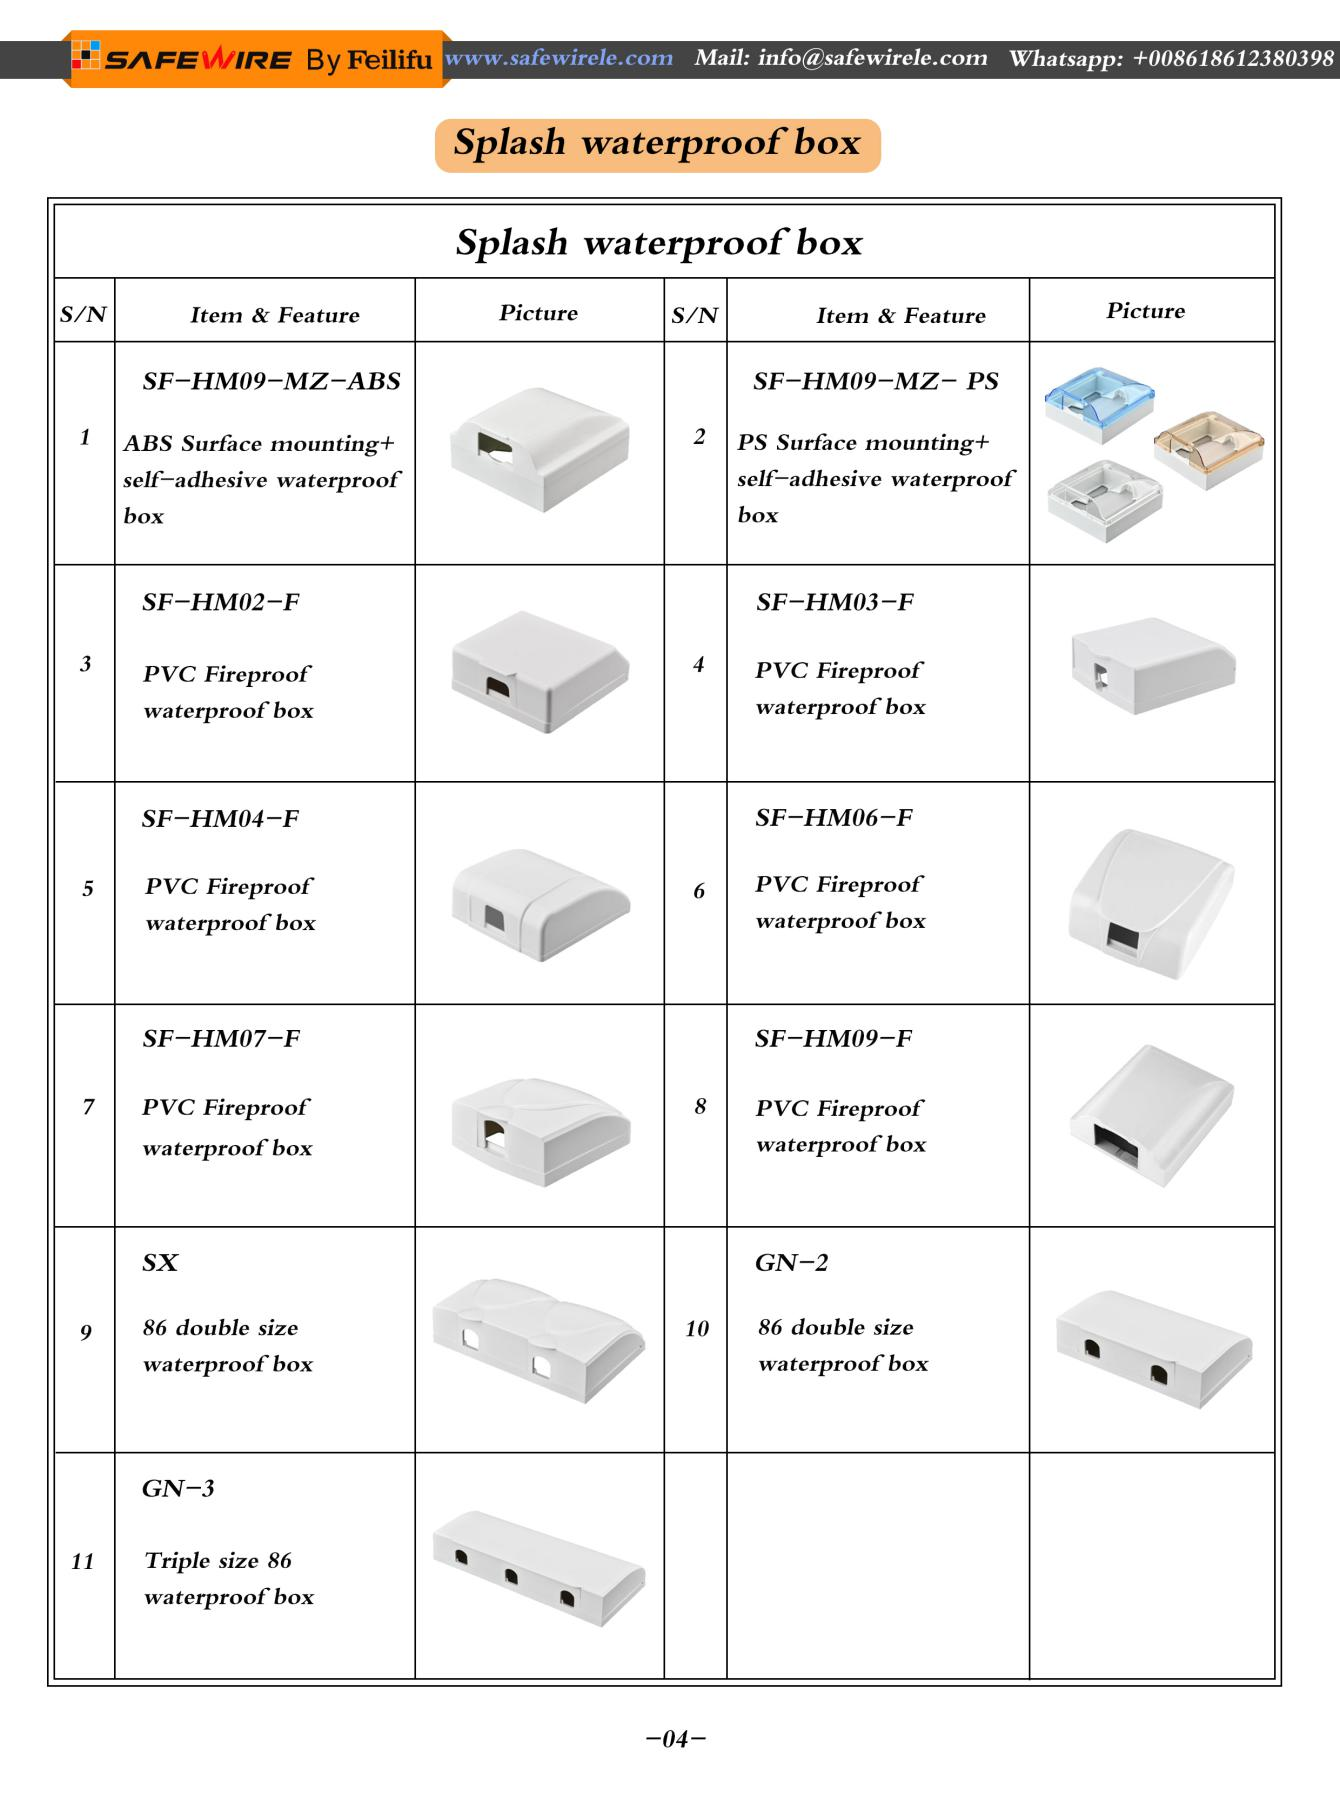 SAFEWIRE By Feilifu www.safewirele.com Mail: info@safewirele.com Whatsapp: +008618612380398
Splash waterproof box
Splash waterproof box
S/N Item & Feature Picture S/N Item & Feature Picture
1
SF-HM09-MZ-ABS
ABS Surface mounting+
self-adhesive waterproof
box
2
SF-HM09-MZ- PS
PS Surface mounting+
self-adhesive waterproof
box
3
SF-HM02-F
PVC Fireproof
waterproof box
4
SF-HM03-F
PVC Fireproof
waterproof box
5
SF-HM04-F
PVC Fireproof
waterproof box
6
SF-HM06-F
PVC Fireproof
waterproof box
7
SF-HM07-F
PVC Fireproof
waterproof box
8
SF-HM09-F
PVC Fireproof
waterproof box
9
SX
86 double size
waterproof box
10
GN-2
86 double size
waterproof box
11
GN-3
Triple size 86
waterproof box
-04-